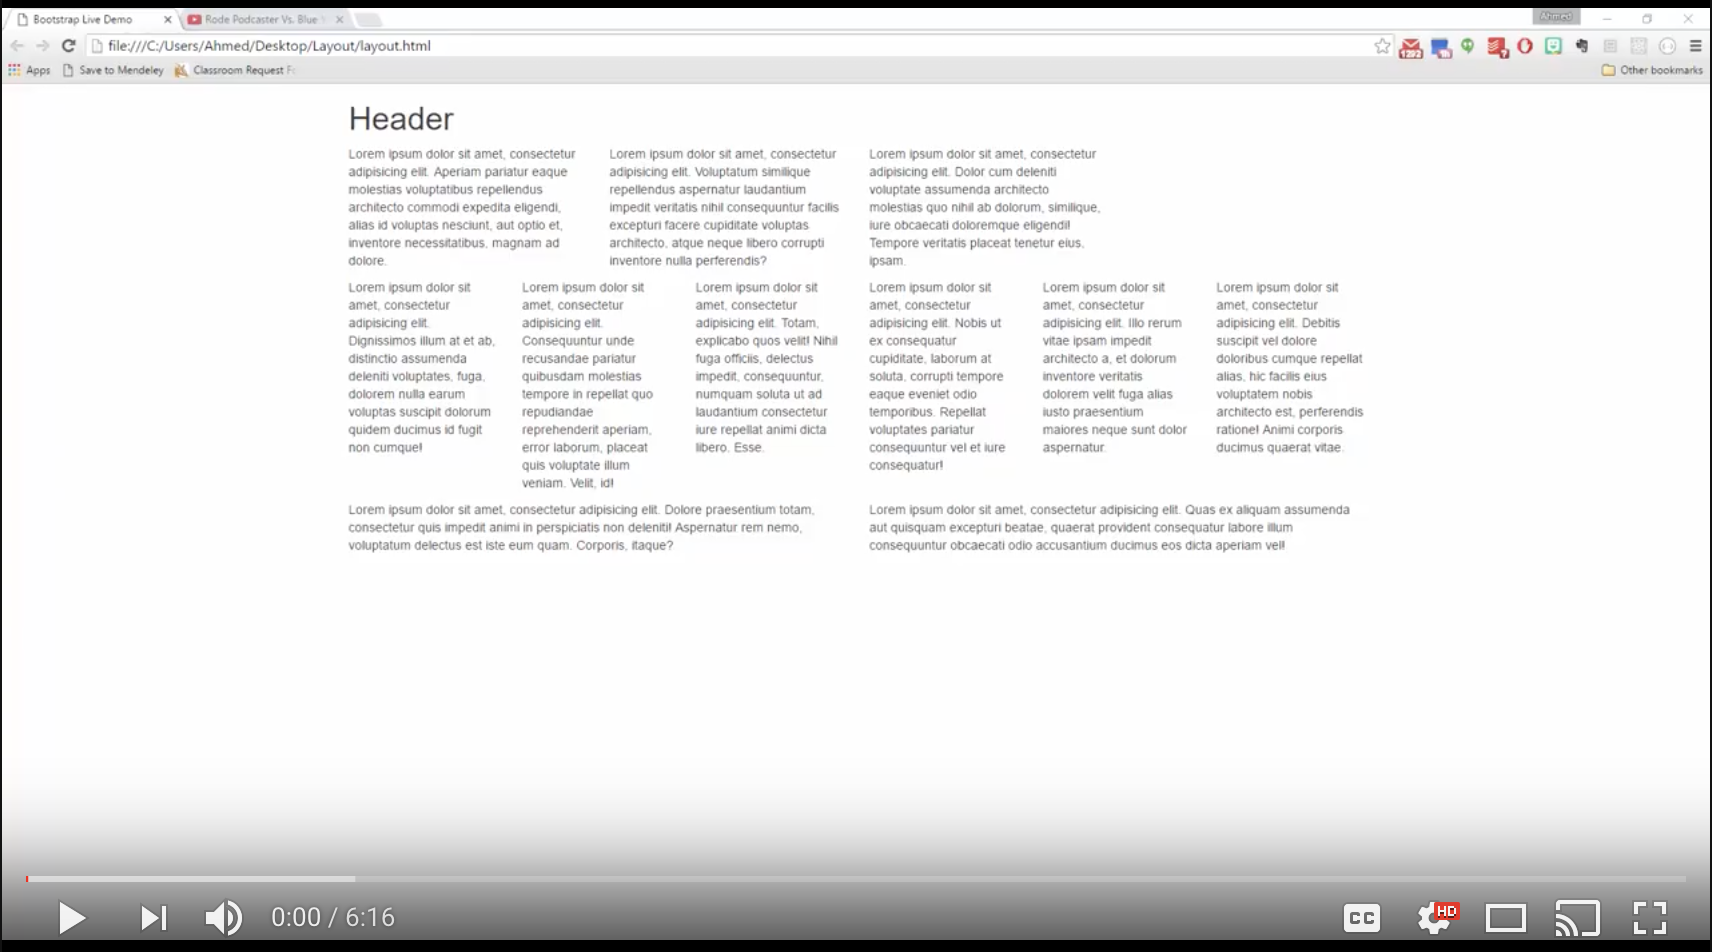 Bootstrap Live Demo
Rode Podcaster Vs. Blue
Ahmed
file:///C:/Users/Ahmed/Desktop/Layout/layout.html
1292
Apps
Save to Mendeley
Classroom Request
Other bookmarks
Header
Lorem ipsum dolor sit amet, consectetur
adipisicing elit. Aperiam pariatur eaque
molestias voluptatibus repellendus
architecto commodi expedita eligendi,
alias id voluptas nesciunt, aut optio et,
inventore necessitatibus, magnam ad
dolore.
Lorem ipsum dolor sit amet, consectetur
adipisicing elit. Voluptatum similique
repellendus aspernatur laudantium
impedit veritatis nihil consequuntur facilis
excepturi facere cupiditate voluptas
architecto, atque neque libero corrupti
inventore nulla perferendis?
Lorem ipsum dolor sit amet, consectetur
adipisicing elit. Dolor cum deleniti
voluptate assumenda architecto
molestias quo nihil ab dolorum, similique,
iure obcaecati doloremque eligendi!
Tempore veritatis placeat tenetur eius,
ipsam.
Lorem ipsum dolor sit
amet, consectetur
adipisicing elit.
Dignissimos illum at et ab,
distinctio assumenda
deleniti voluptates, fuga,
dolorem nulla earum
voluptas suscipit dolorum
quidem ducimus id fugit
non cumque!
Lorem ipsum dolor sit
amet, consectetur
adipisicing elit.
Consequuntur unde
recusandae pariatur
quibusdam molestias
tempore in repellat quo
repudiandae
reprehenderit aperiam,
error laborum, placeat
quis voluptate illum
veniam. Velit, id!
Lorem ipsum dolor sit
amet, consectetur
adipisicing elit. Totam,
explicabo quos velit! Nihil
fuga officiis, delectus
impedit, consequuntur,
numquam soluta ut ad
laudantium consectetur
iure repellat animi dicta
libero. Esse.
Lorem ipsum dolor sit
amet, consectetur
adipisicing elit. Nobis ut
ex consequatur
cupiditate, laborum at
soluta, corrupti tempore
eaque eveniet odio
temporibus. Repellat
voluptates pariatur
consequuntur vel et iure
consequatur!
Lorem ipsum dolor sit
amet, consectetur
adipisicing elit. Illo rerum
vitae ipsam impedit
architecto a, et dolorum
inventore veritatis
dolorem velit fuga alias
iusto praesentium
maiores neque sunt dolor
aspernatur.
Lorem ipsum dolor sit
amet, consectetur
adipisicing elit. Debitis
suscipit vel dolore
doloribus cumque repellat
alias, hic facilis eius
voluptatem nobis
architecto est, perferendis
ratione! Animi corporis
ducimus quaerat vitae.
Lorem ipsum dolor sit amet, consectetur adipisicing elit. Dolore praesentium totam,
consectetur quis impedit animi in perspiciatis non deleniti! Aspernatur rem nemo,
voluptatum delectus est iste eum quam. Corporis, itaque?
Lorem ipsum dolor sit amet, consectetur adipisicing elit. Quas ex aliquam assumenda
aut quisquam excepturi beatae, quaerat provident consequatur labore illum
consequuntur obcaecati odio accusantium ducimus eos dicta aperiam vel!
0:00 / 6:16
CC
HD